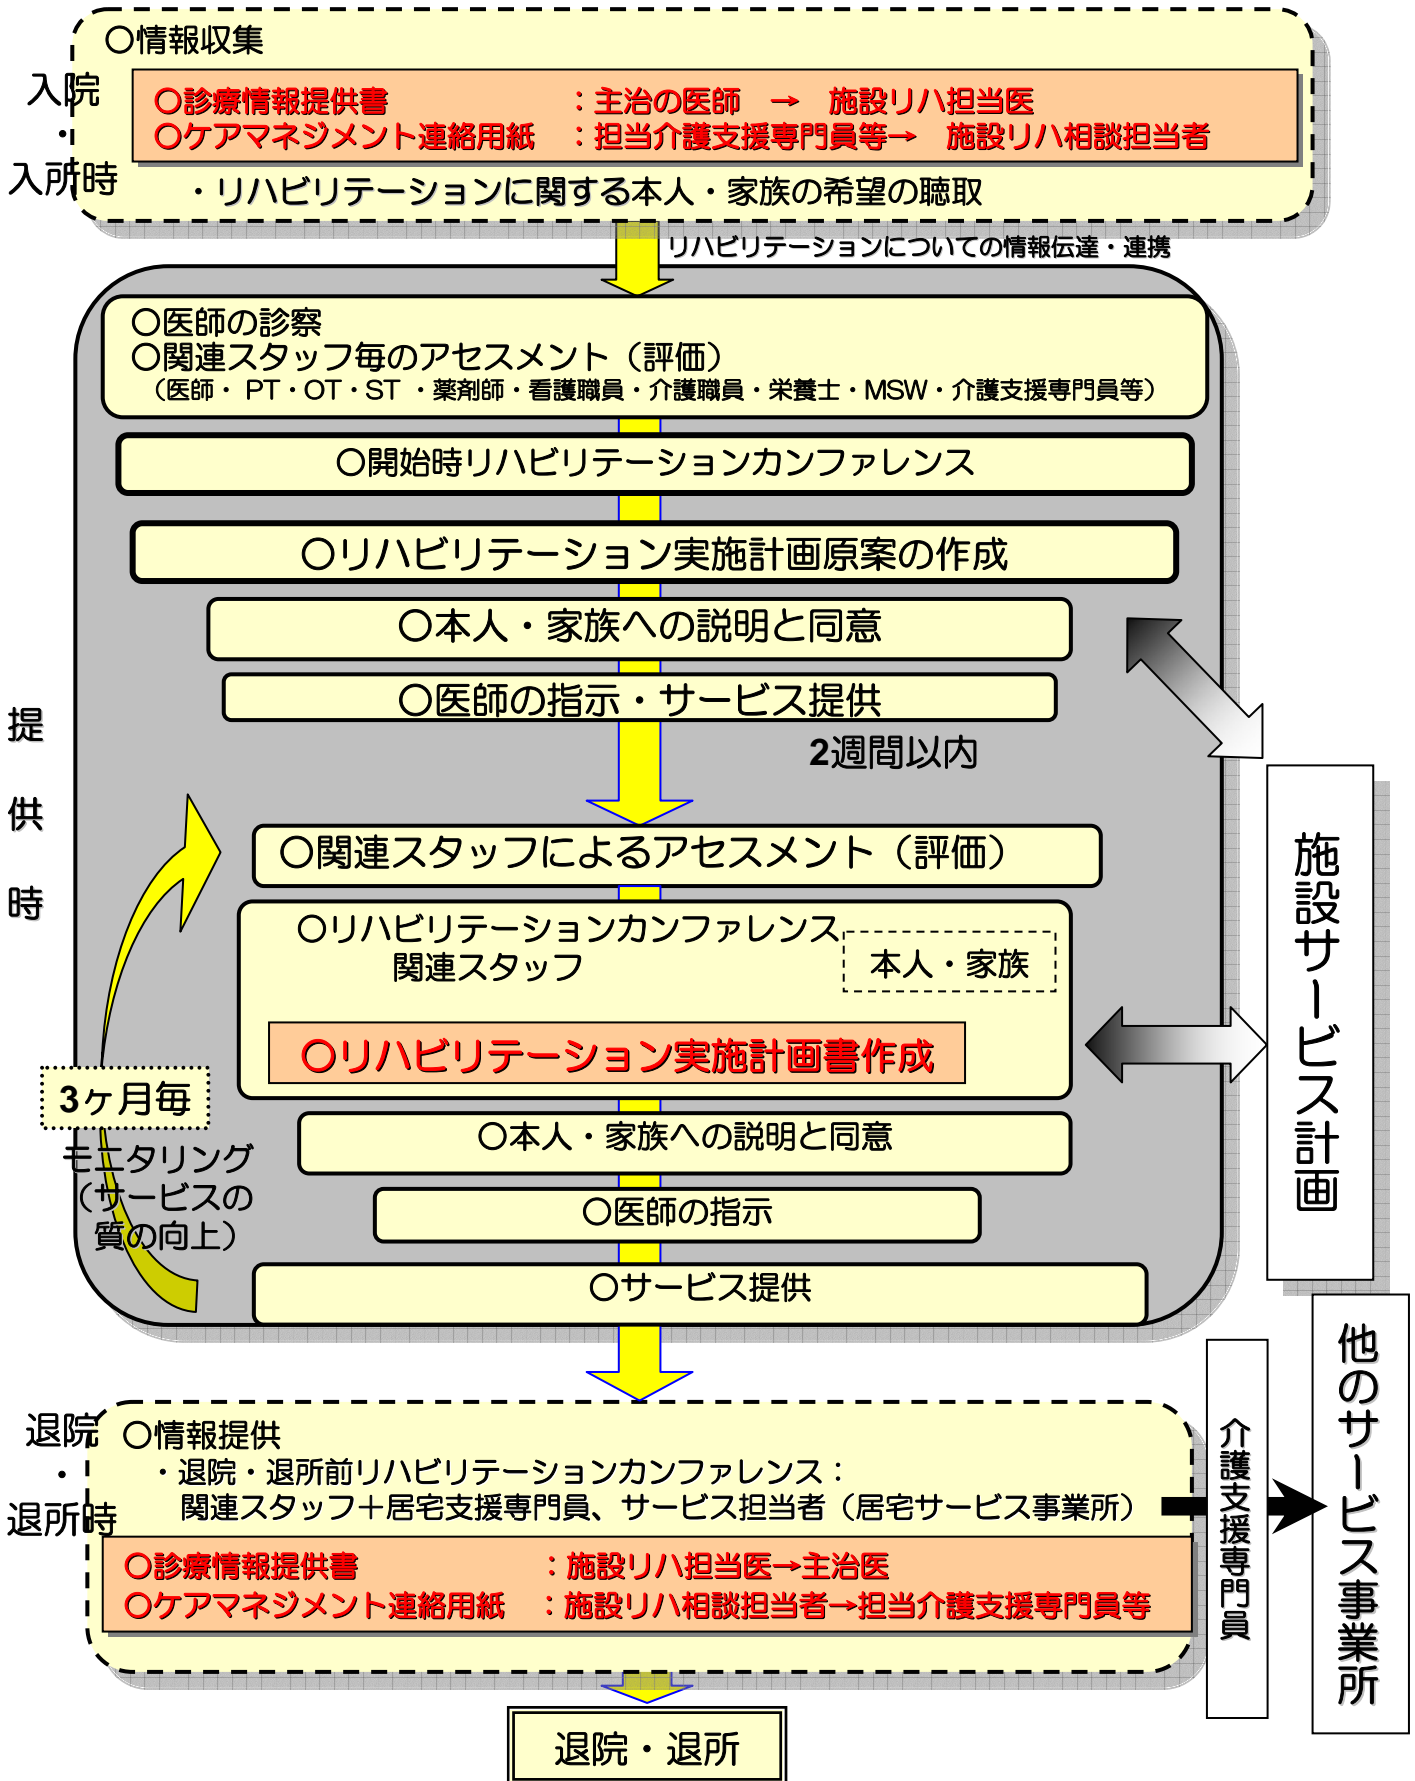 〇情報収集
入院
・
入所時
〇診療情報提供書　　　　　　：主治の医師　→　施設リハ担当医
〇ケアマネジメント連絡用紙　：担当介護支援専門員等→　施設リハ相談担当者
・リハビリテーションに関する本人・家族の希望の聴取
リハビリテーションについての情報伝達・連携
〇医師の診察
〇関連スタッフ毎のアセスメント（評価）
（医師・ PT・OT・ST ・薬剤師・看護職員・介護職員・栄養士・MSW・介護支援専門員等）
〇開始時リハビリテーションカンファレンス
〇リハビリテーション実施計画原案の作成
〇本人・家族への説明と同意
〇医師の指示・サービス提供
2週間以内
提
供
時
〇関連スタッフによるアセスメント（評価）
〇リハビリテーションカンファレンス
関連スタッフ
本人・家族
〇リハビリテーション実施計画書作成
3ヶ月毎
モニタリング
（サービスの
質の向上）
〇本人・家族への説明と同意
〇医師の指示
〇サービス提供
施設サービス計画
退院
・
退所時
〇情報提供
・退院・退所前リハビリテーションカンファレンス：
関連スタッフ＋居宅支援専門員、サービス担当者（居宅サービス事業所）
〇診療情報提供書　　　　　　：施設リハ担当医→主治医
〇ケアマネジメント連絡用紙　：施設リハ相談担当者→担当介護支援専門員等
介護支援専門員
他のサービス事業所
退院・退所